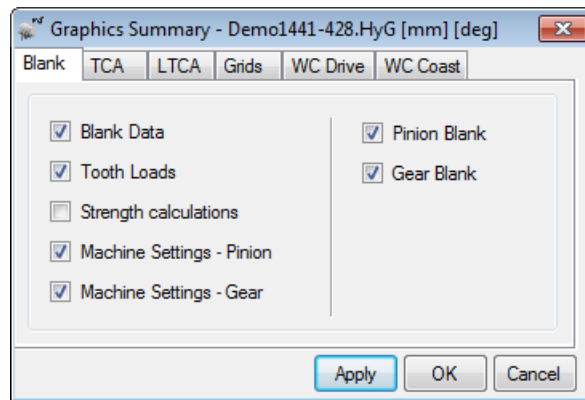 Graphics Summary - Demo1441-428.HyG [mm] [deg]
Blank TCA LTCA Grids WC Drive WC Coast
Blank Data
Tooth Loads
Strength calculations
Machine Settings - Pinion
Machine Settings - Gear
Pinion Blank
Gear Blank
Apply OK Cancel